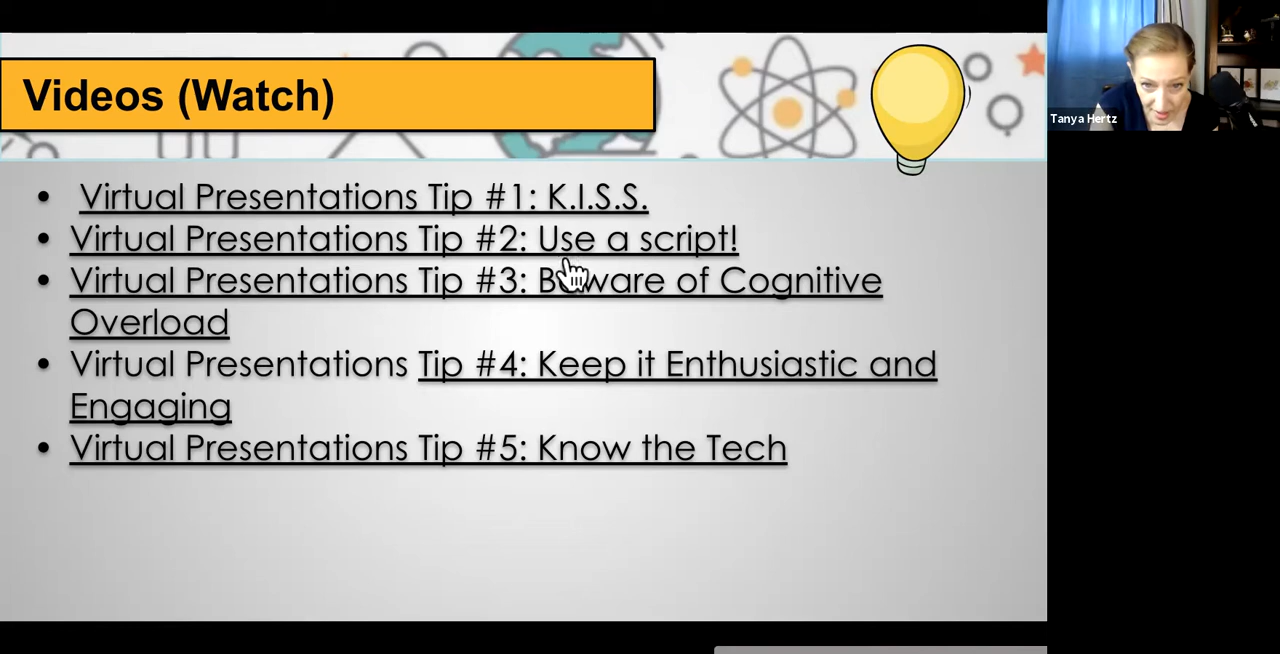 Videos (Watch)
Tanya Hertz
Virtual Presentations Tip #1: K.I.S.S.
Virtual Presentations Tip #2: Use a script!
Virtual Presentations Tip #3: Beware of Cognitive
Overload
Virtual Presentations Tip #4: Keep it Enthusiastic and
Engaging
Virtual Presentations Tip #5: Know the Tech